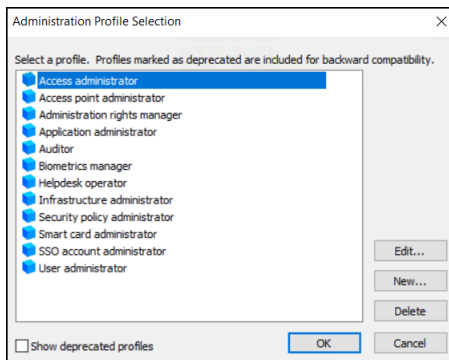 Administration Profile Selection
Select a profile. Profiles marked as deprecated are included for backward compatibility.
Access administrator
Access point administrator
Administration rights manager
Application administrator
Auditor
Biometrics manager
Helpdesk operator
Infrastructure administrator
Security policy administrator
Smart card administrator
SSO account administrator
User administrator
Edit...
New...
Delete
Show deprecated profiles
OK
Cancel